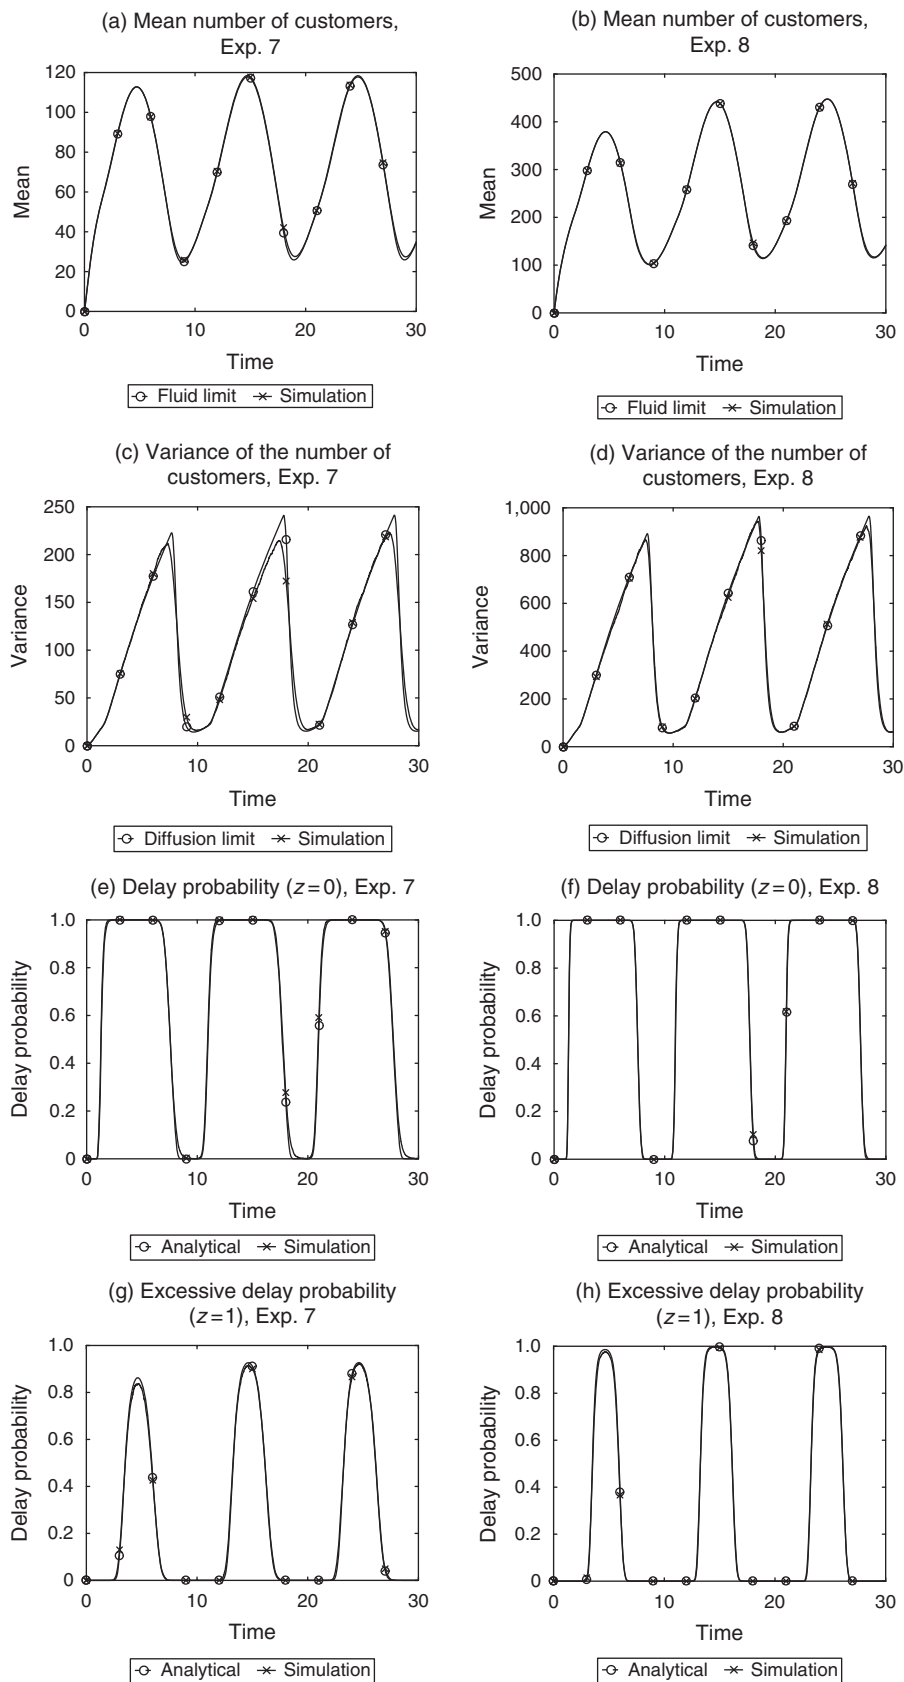 (a) Mean number of customers,
Exp. 7
120
100
80
60
40
20
0
Mean
0 10 20 30
Time
Fluid limit Simulation
(b) Mean number of customers,
Exp. 8
500
400
300
200
100
0
Mean
0 10 20 30
Time
Fluid limit Simulation
(c) Variance of the number of
customers, Exp. 7
250
200
150
100
50
0
Variance
0 10 20 30
Time
Diffusion limit Simulation
(d) Variance of the number of
customers, Exp. 8
1,000
800
600
400
200
0
Variance
0 10 20 30
Time
Diffusion limit Simulation
(e) Delay probability (z=0), Exp. 7
1.0
0.8
0.6
0.4
0.2
0
Delay probability
0 10 20 30
Time
Analytical Simulation
(f) Delay probability (z=0), Exp. 8
1.0
0.8
0.6
0.4
0.2
0
Delay probability
0 10 20 30
Time
Analytical Simulation
(g) Excessive delay probability
(z=1), Exp. 7
1.0
0.8
0.6
0.4
0.2
0
Delay probability
0 10 20 30
Time
Analytical Simulation
(h) Excessive delay probability
(z=1), Exp. 8
1.0
0.8
0.6
0.4
0.2
0
Delay probability
0 10 20 30
Time
Analytical Simulation